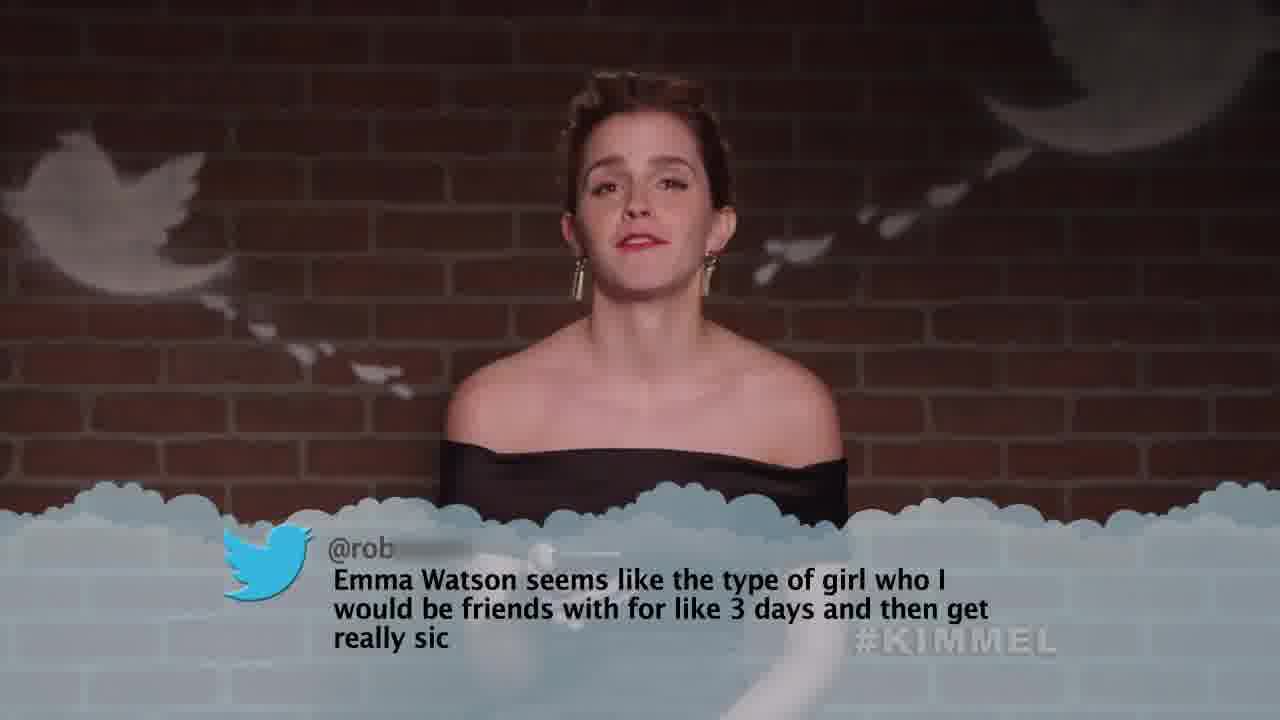 @rob
Emma Watson seems like the type of girl who I
would be friends with for like 3 days and then get
really sic
#KIMMEL